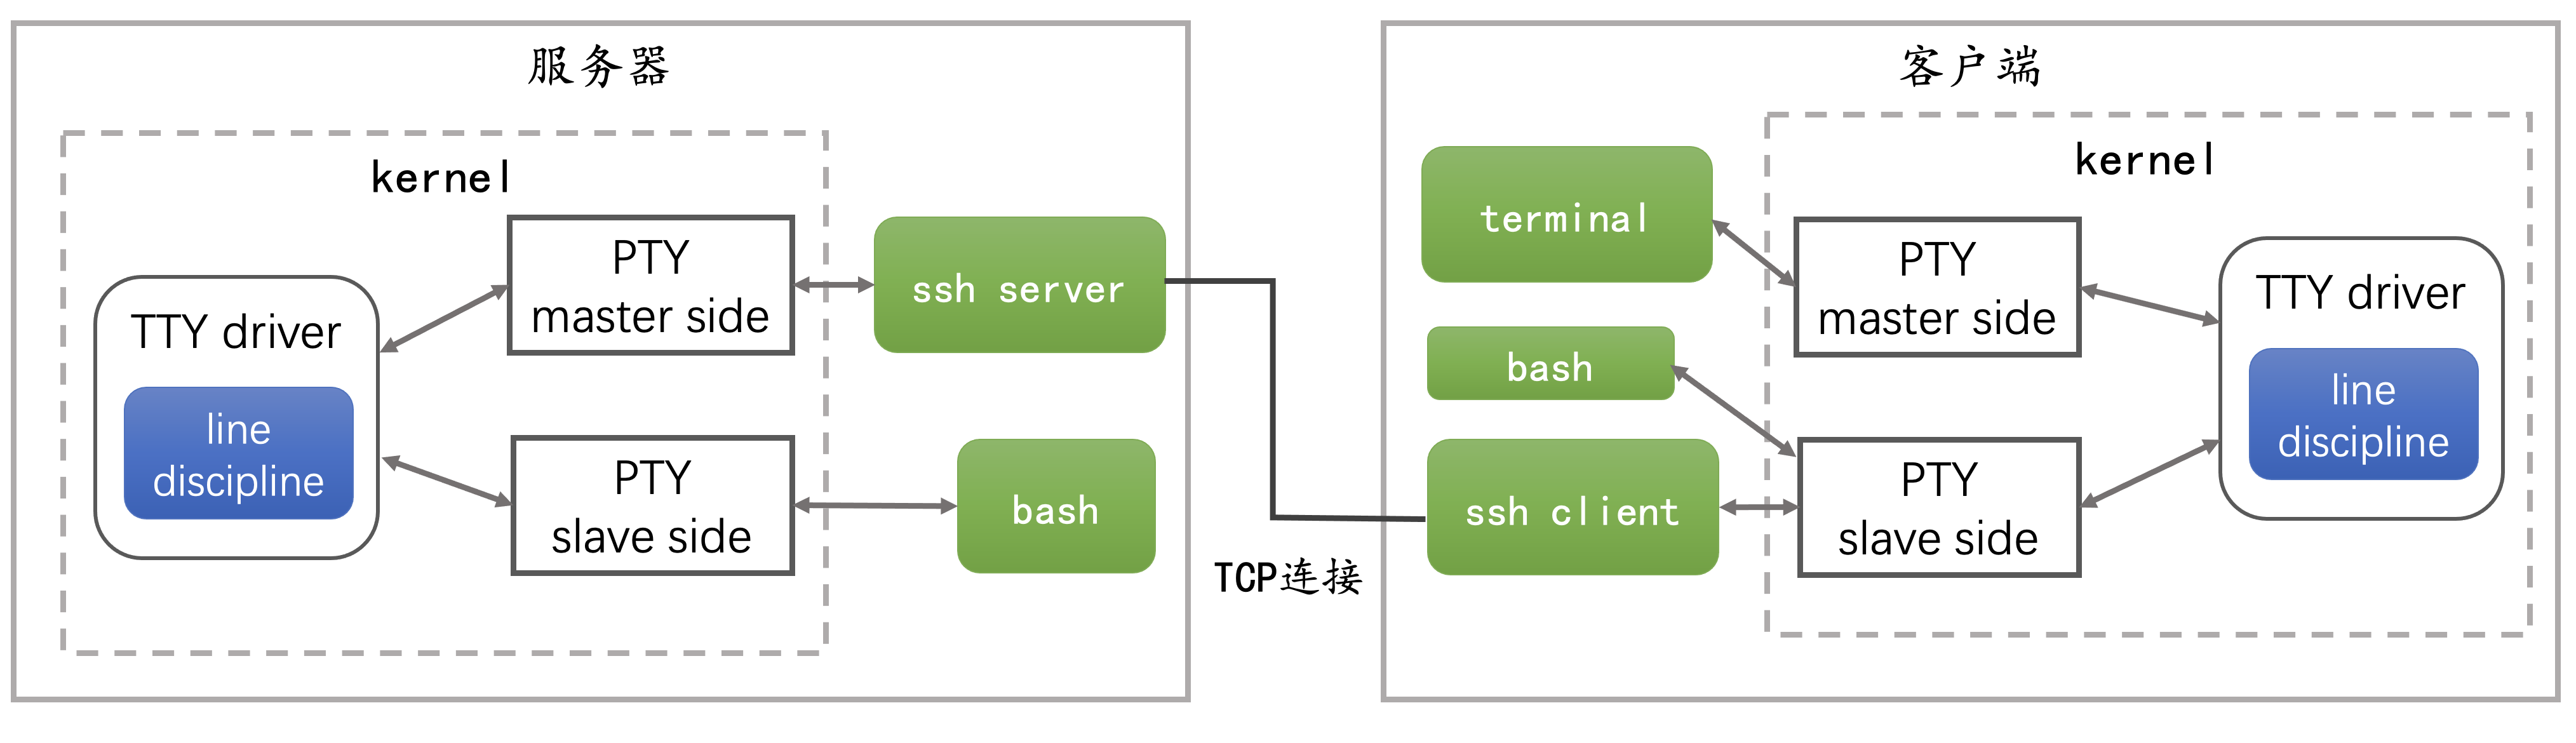 服务器
kernel
TTY driver
line
discipline
PTY
master side
PTY
slave side
ssh server
bash
TCP连接
客户端
kernel
terminal
bash
ssh client
PTY
master side
PTY
slave side
TTY driver
line
discipline